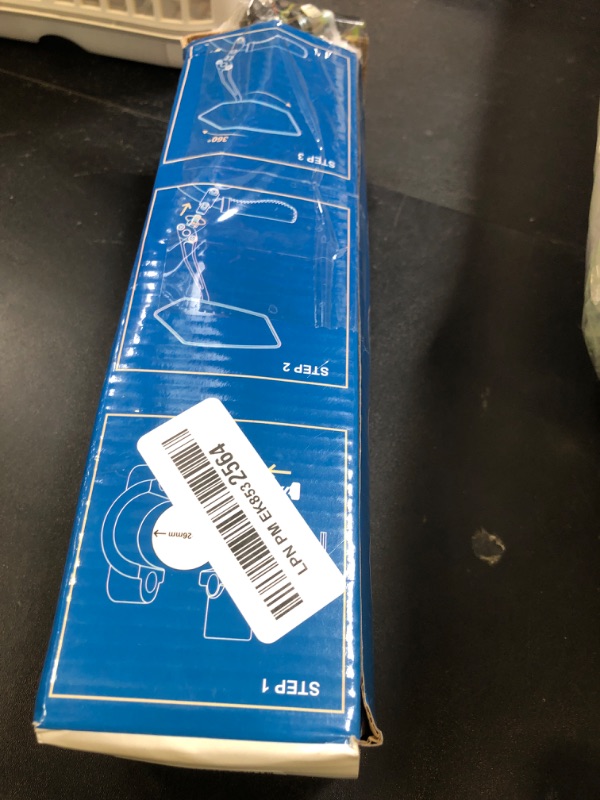 STEP 1
26mm
LPN PM EK853 2564
STEP 2
STEP 3
360°